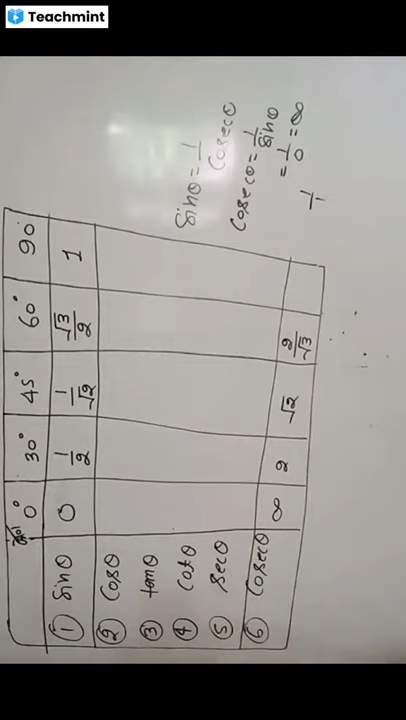 Teachmint
0° 30° 45° 60° 90°
① Sinθ 0 1/2 1/√2 √3/2 1
② Cosθ
③ tanθ
④ Cotθ
⑤ Secθ
⑥ Cosecθ ∞ 2 √2 2/√3
Sinθ = 1/Cosecθ
Cosecθ = 1/Sinθ
= 1/0 = ∞
1/1